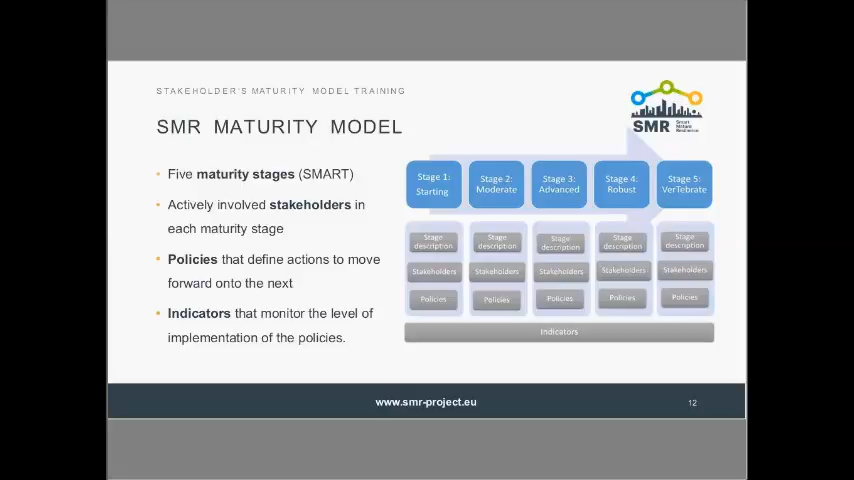 STAKEHOLDER'S MATURITY MODEL TRAINING
SMR MATURITY MODEL
SMR Smart
Mature
Resilience
• Five maturity stages (SMART)
• Actively involved stakeholders in
each maturity stage
• Policies that define actions to move
forward onto the next
• Indicators that monitor the level of
implementation of the policies.
Stage 1:
Starting
Stage 2:
Moderate
Stage 3:
Advanced
Stage 4:
Robust
Stage 5:
VerTebrate
Stage
description
Stage
description
Stage
description
Stage
description
Stage
description
Stakeholders
Stakeholders
Stakeholders
Stakeholders
Stakeholders
Policies
Policies
Policies
Policies
Policies
Indicators
www.smr-project.eu
12